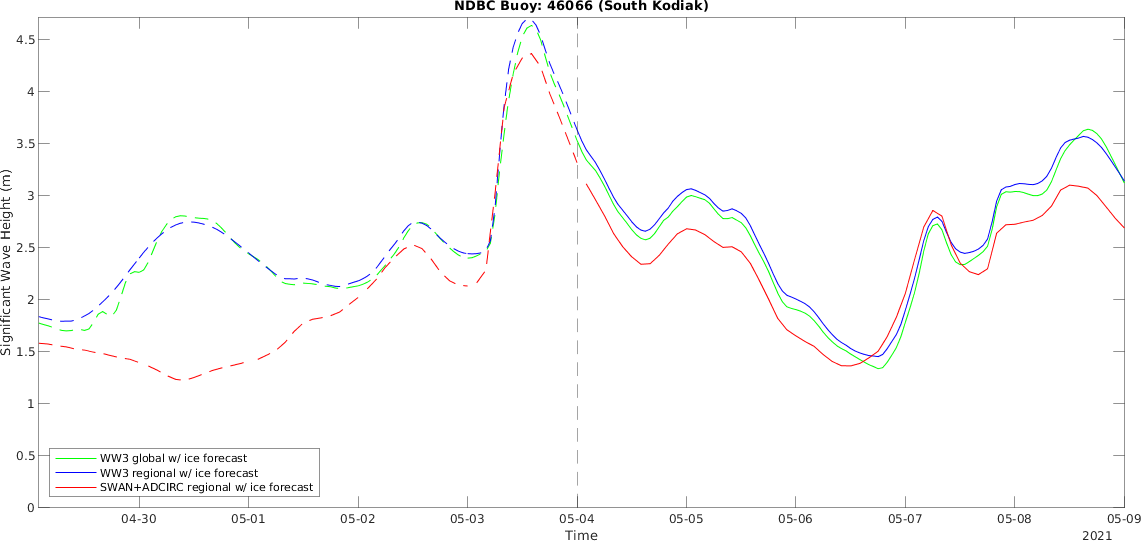 NDBC Buoy: 46066 (South Kodiak)
4.5
4
3.5
3
2.5
2
1.5
1
0.5
0
Significant Wave Height (m)
WW3 global w/ ice forecast
WW3 regional w/ ice forecast
SWAN+ADCIRC regional w/ ice forecast
04-30 05-01 05-02 05-03 05-04 05-05 05-06 05-07 05-08 05-09
Time
2021